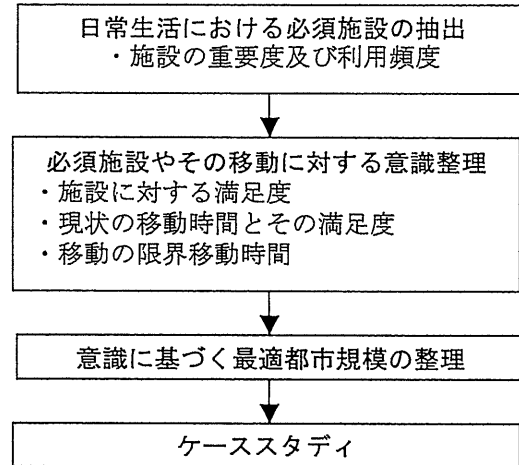 日常生活における必須施設の抽出
・施設の重要度及び利用頻度
必須施設やその移動に対する意識整理
・施設に対する満足度
・現状の移動時間とその満足度
・移動の限界移動時間
意識に基づく最適都市規模の整理
ケーススタディ